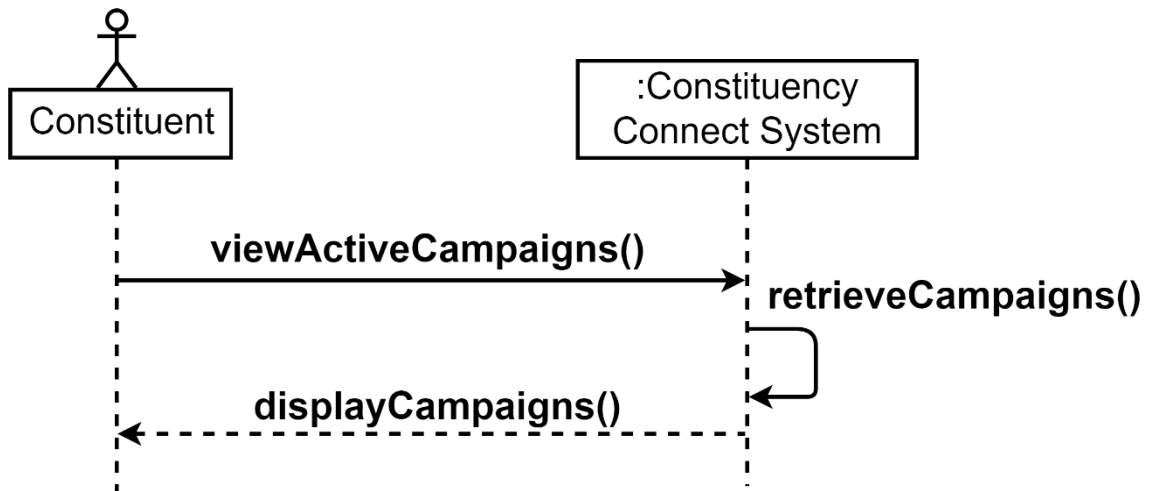 Constituent
:Constituency
Connect System
viewActiveCampaigns()
retrieveCampaigns()
displayCampaigns()